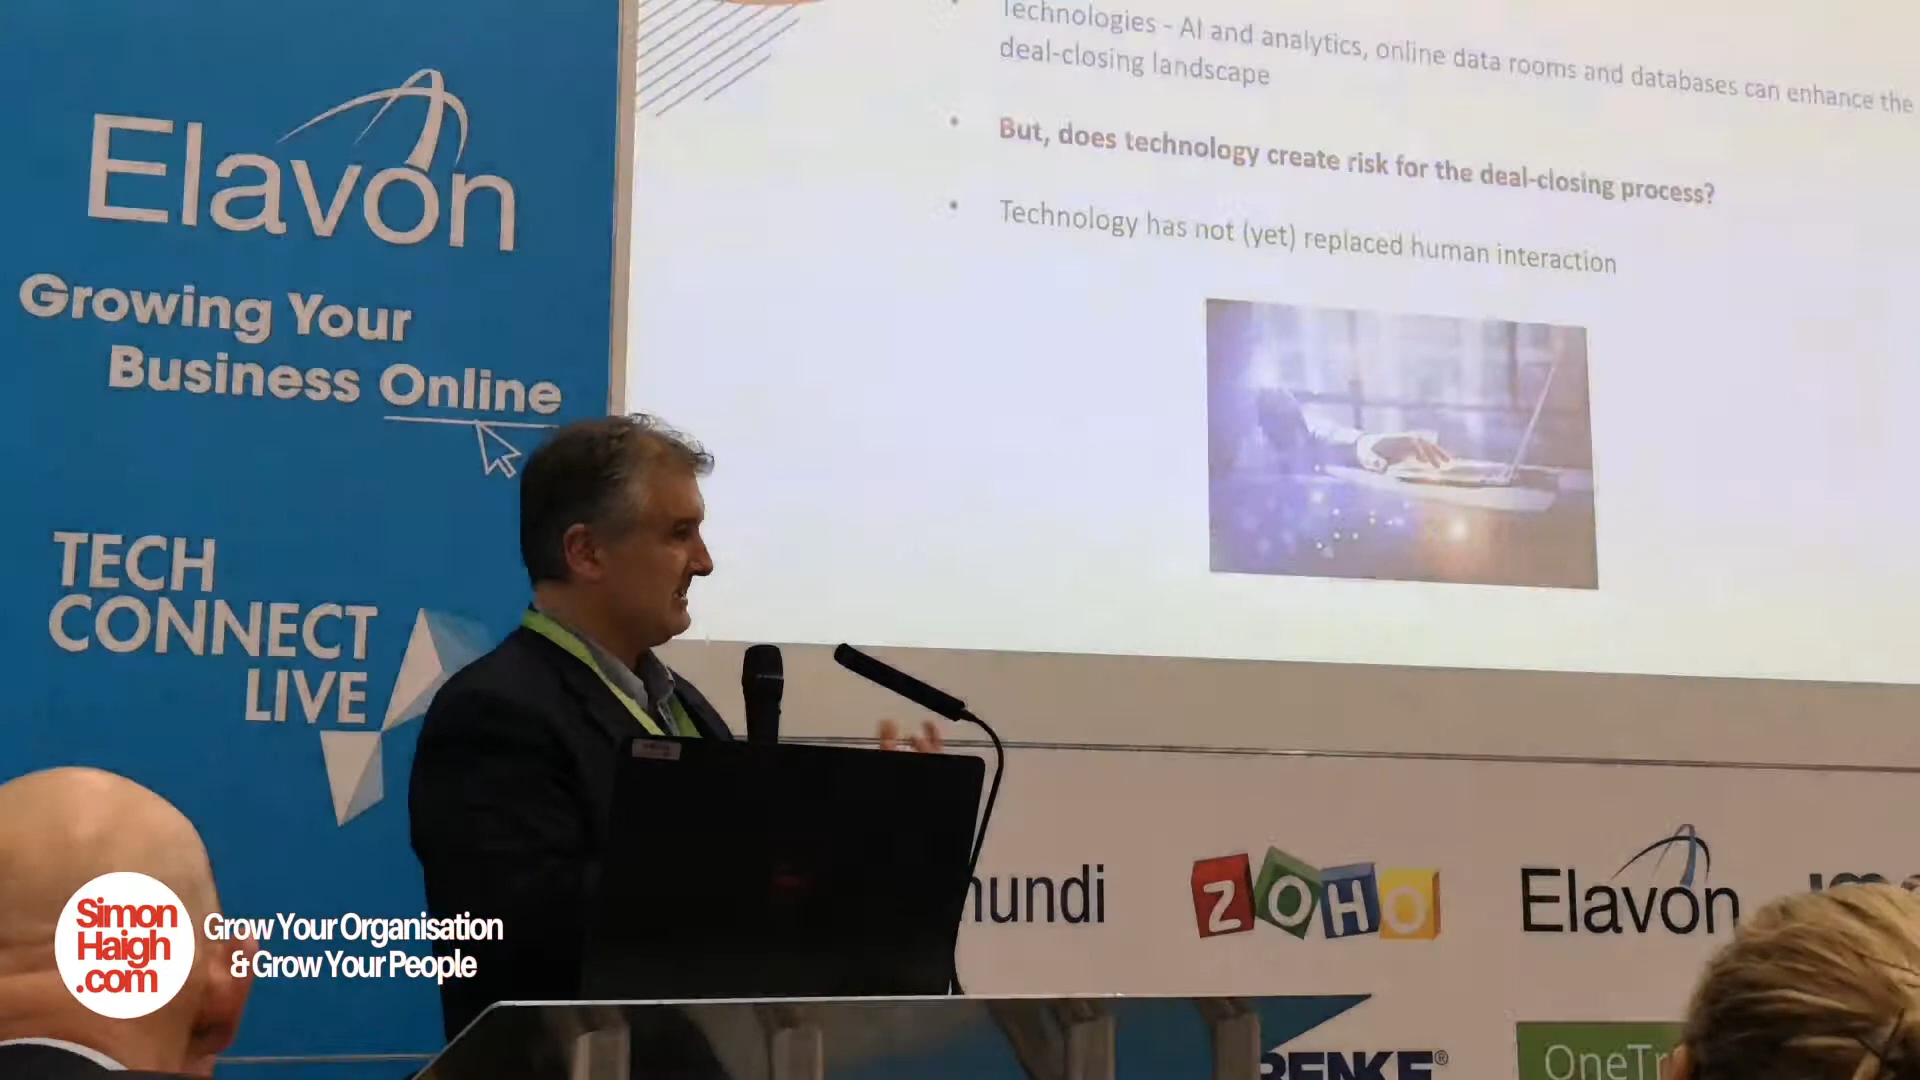 Elavon
Growing Your
Business Online
TECH
CONNECT
LIVE
Technologies - AI and analytics, online data rooms and databases can enhance the
deal-closing landscape
But, does technology create risk for the deal-closing process?
Technology has not (yet) replaced human interaction
Simon
Haigh
.com
Grow Your Organisation
& Grow Your People
ZOHO
Elavon